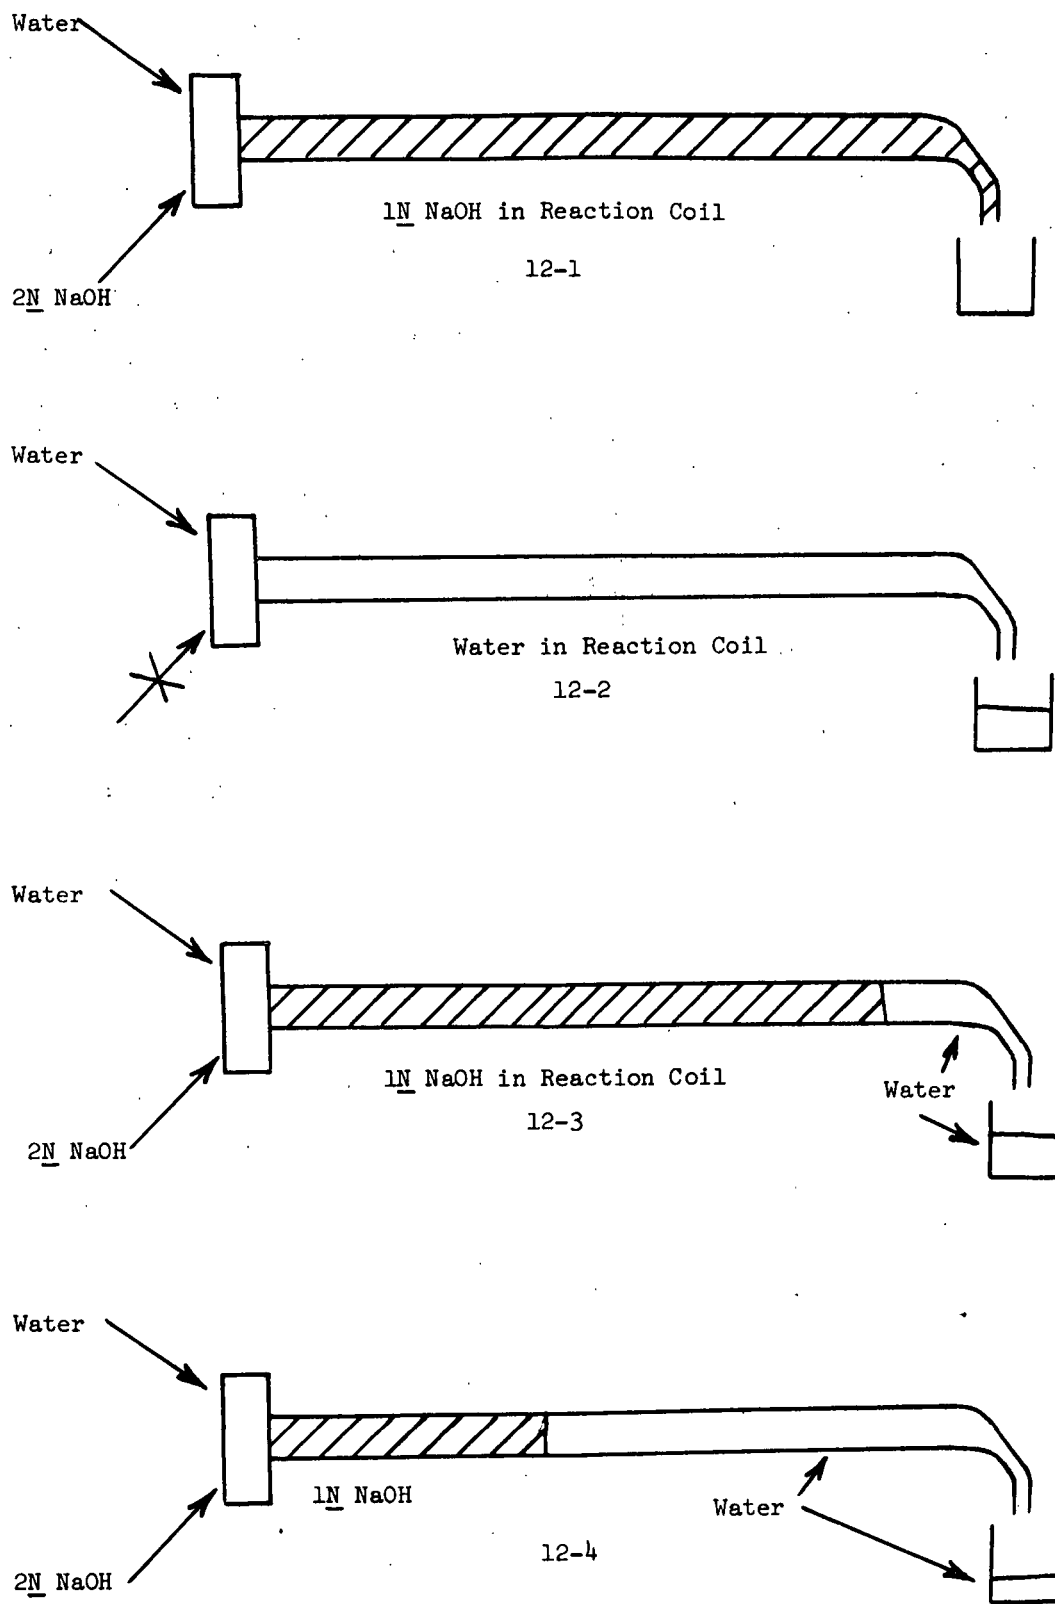 Water
1N NaOH in Reaction Coil
12-1
2N NaOH
Water
Water in Reaction Coil
12-2
Water
1N NaOH in Reaction Coil
Water
12-3
2N NaOH
Water
1N NaOH
Water
12-4
2N NaOH